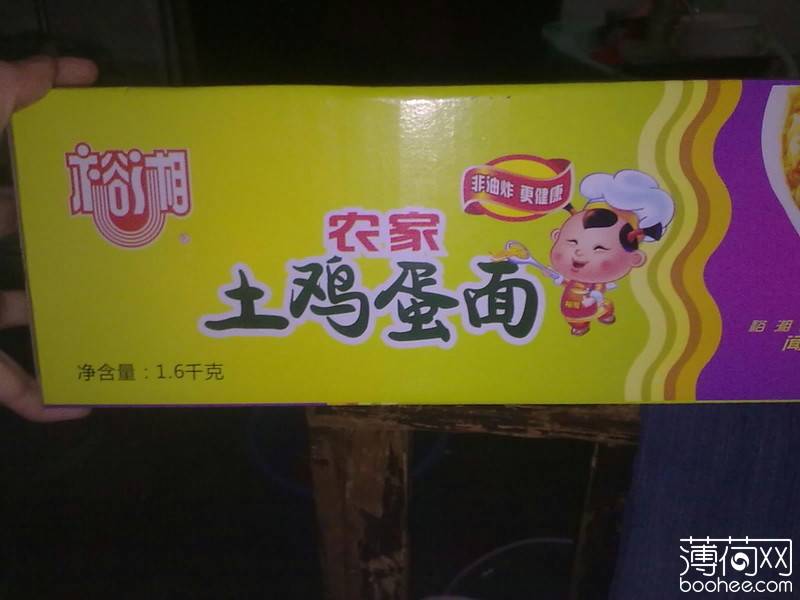 裕湘
®
非油炸 更健康
农家
土鸡蛋面
净含量：1.6千克
裕湘
闻
薄荷网
boohee.com